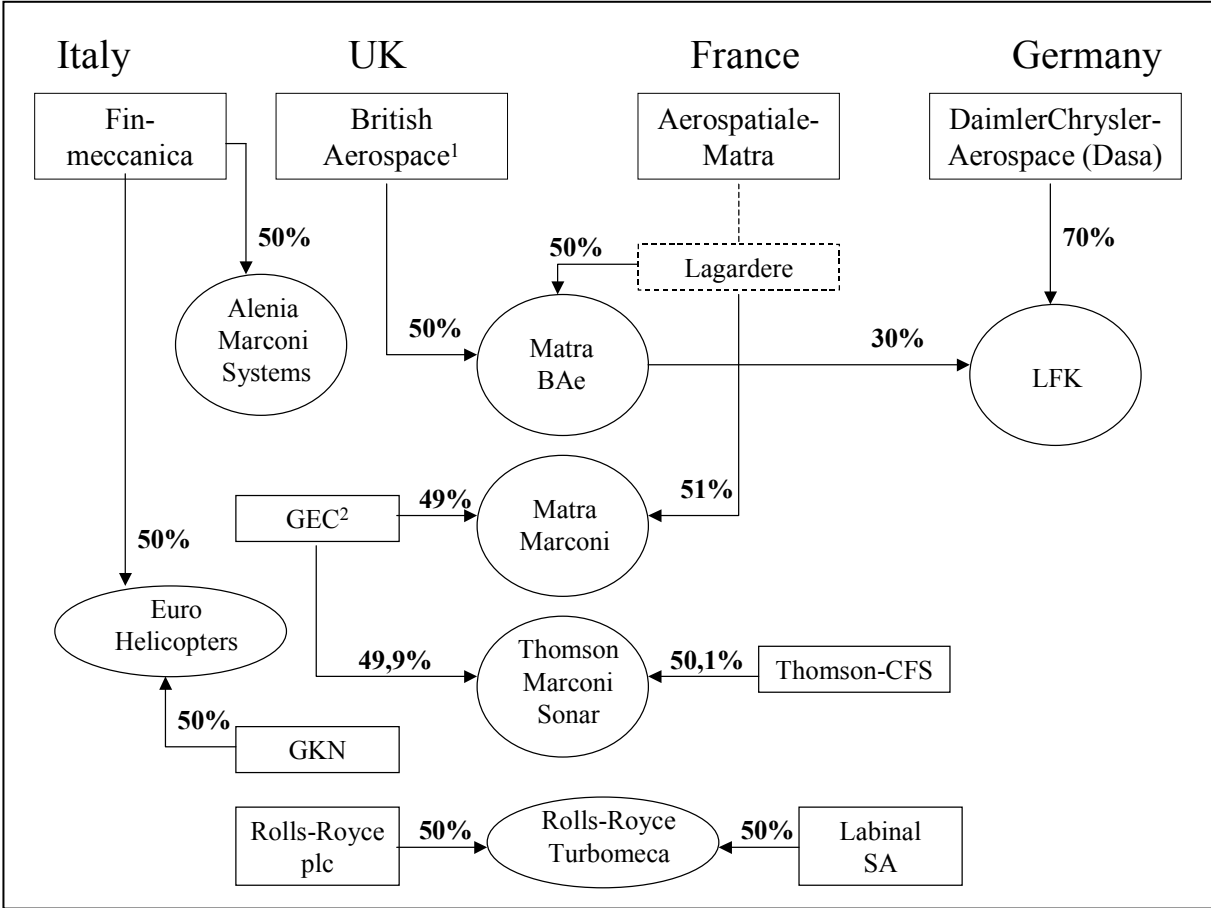 Italy
UK
France
Germany
Fin-
meccanica
British
Aerospace¹
Aerospatiale-
Matra
DaimlerChrysler-
Aerospace (Dasa)
50%
50%
70%
Lagardere
Alenia
Marconi
Systems
50%
Matra
BAe
30%
LFK
GEC²
49%
Matra
Marconi
51%
50%
Euro
Helicopters
49,9%
Thomson
Marconi
Sonar
50,1%
Thomson-CFS
50%
GKN
Rolls-Royce
plc
50%
Rolls-Royce
Turbomeca
50%
Labinal
SA